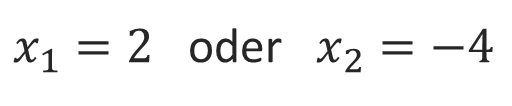 x₁ = 2 oder x₂ = −4